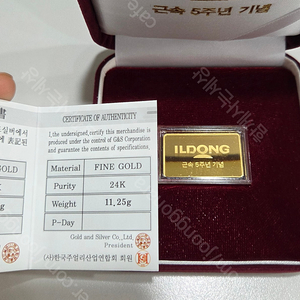 근속 5주년 기념
ILDONG
근속 5주년 기념
CERTIFICATE OF AUTHENTICITY
I, the undersigned, certify this merchandise is
produced under the control of G&S Corporation
and guarantee the contents of specifications.
Material FINE GOLD
Purity 24K
Weight 11.25g
P-Day
Gold and Silver Co., Ltd.
President
(사)한국주얼리산업연합회 회원
GOLD
24K